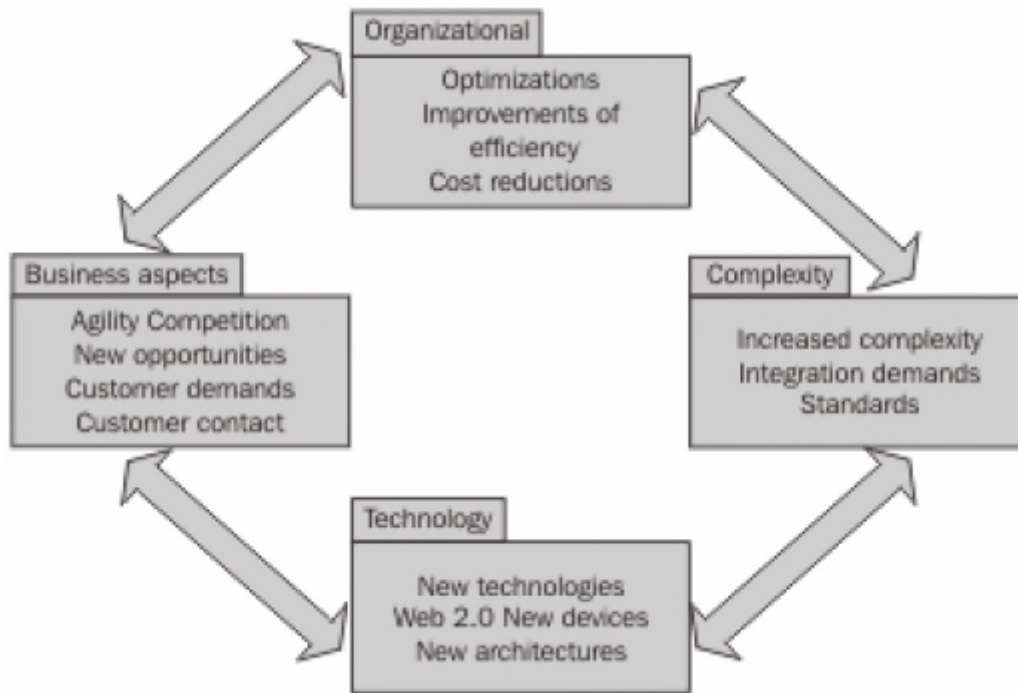 Organizational
Optimizations
Improvements of
efficiency
Cost reductions
Business aspects
Agility Competition
New opportunities
Customer demands
Customer contact
Complexity
Increased complexity
Integration demands
Standards
Technology
New technologies
Web 2.0 New devices
New architectures